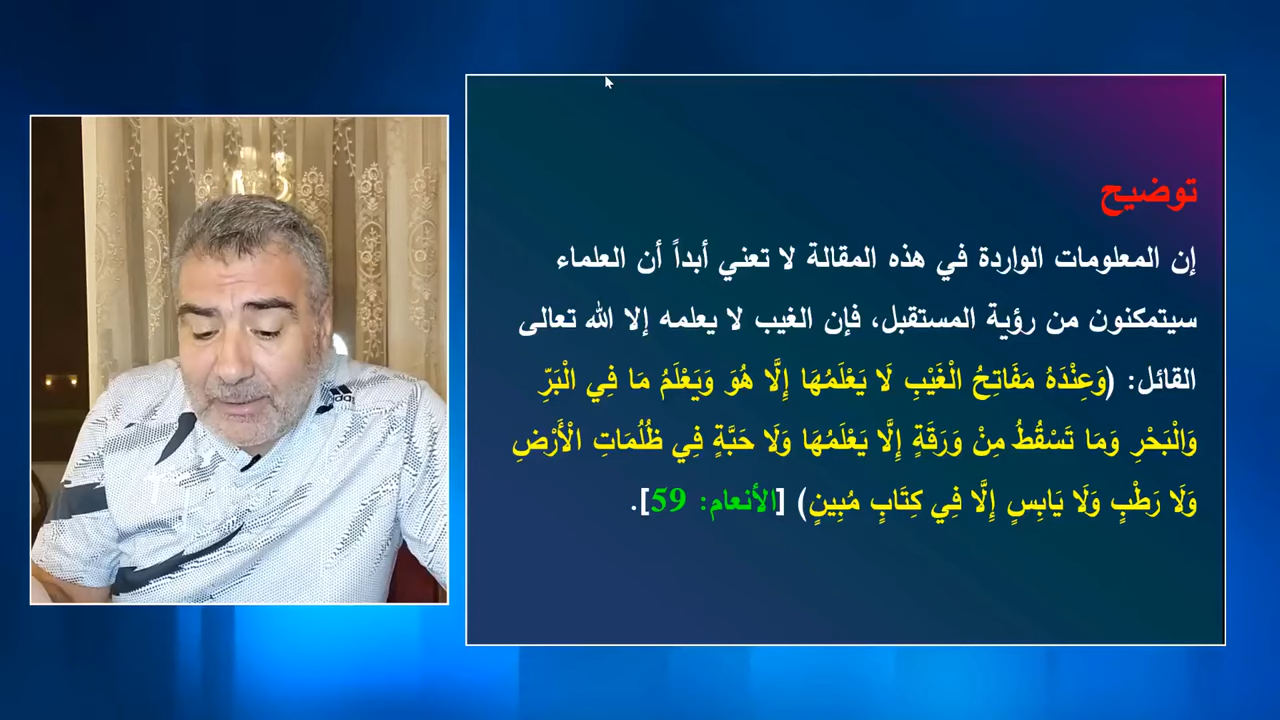 توضيح
إن المعلومات الواردة في هذه المقالة لا تعني أبداً أن العلماء
سيتمكنون من رؤية المستقبل، فإن الغيب لا يعلمه إلا الله تعالى
القائل: (وَعِنْدَهُ مَفَاتِحُ الْغَيْبِ لَا يَعْلَمُهَا إِلَّا هُوَ وَيَعْلَمُ مَا فِي الْبَرِّ
وَالْبَحْرِ وَمَا تَسْقُطُ مِنْ وَرَقَةٍ إِلَّا يَعْلَمُهَا وَلَا حَبَّةٍ فِي ظُلُمَاتِ الْأَرْضِ
وَلَا رَطْبٍ وَلَا يَابِسٍ إِلَّا فِي كِتَابٍ مُبِينٍ) [الأنعام: 59].